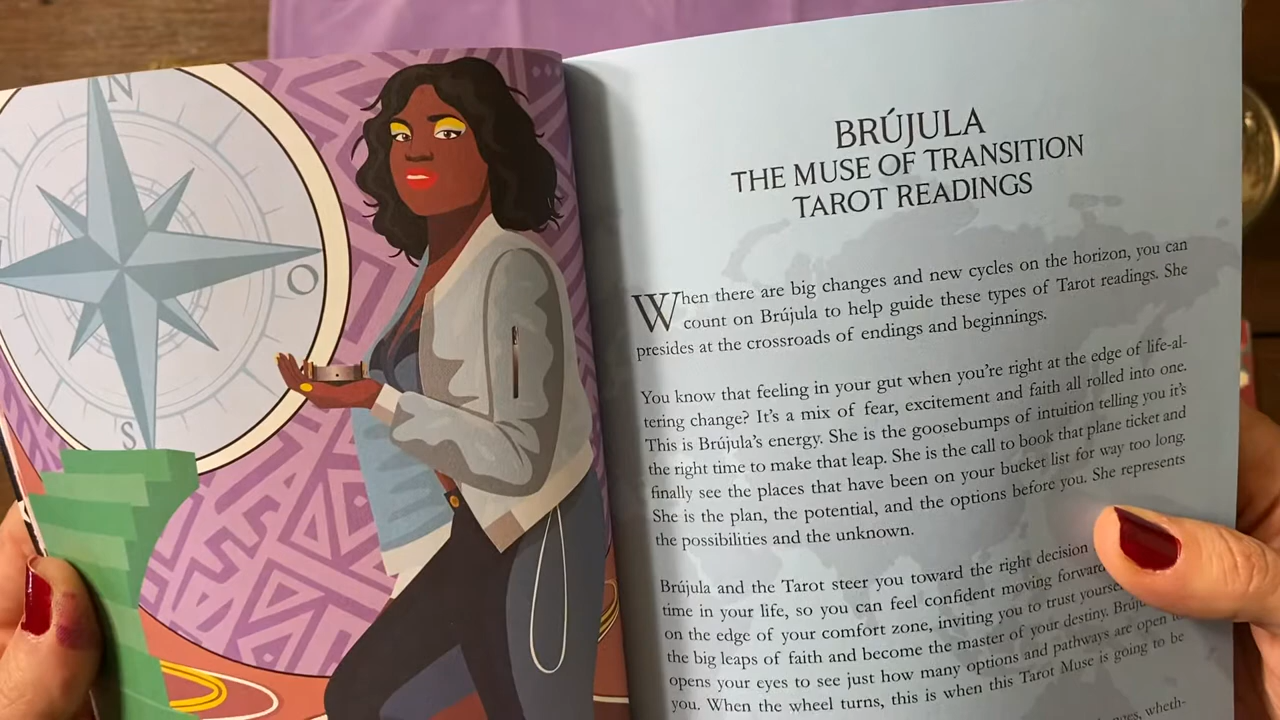 N
O
S
BRÚJULA
THE MUSE OF TRANSITION
TAROT READINGS
When there are big changes and new cycles on the horizon, you can
count on Brújula to help guide these types of Tarot readings. She
presides at the crossroads of endings and beginnings.
You know that feeling in your gut when you're right at the edge of life-al-
tering change? It's a mix of fear, excitement and faith all rolled into one.
This is Brújula's energy. She is the goosebumps of intuition telling you it's
the right time to make that leap. She is the call to book that plane ticket and
finally see the places that have been on your bucket list for way too long.
She is the plan, the potential, and the options before you. She represents
the possibilities and the unknown.
Brújula and the Tarot steer you toward the right decision
time in your life, so you can feel confident moving forward
on the edge of your comfort zone, inviting you to trust
the big leaps of faith and become the master of your destiny.
opens your eyes to see just how many options and pathways are open
you. When the wheel turns, this is when this Tarot Muse is going to be
wheth-